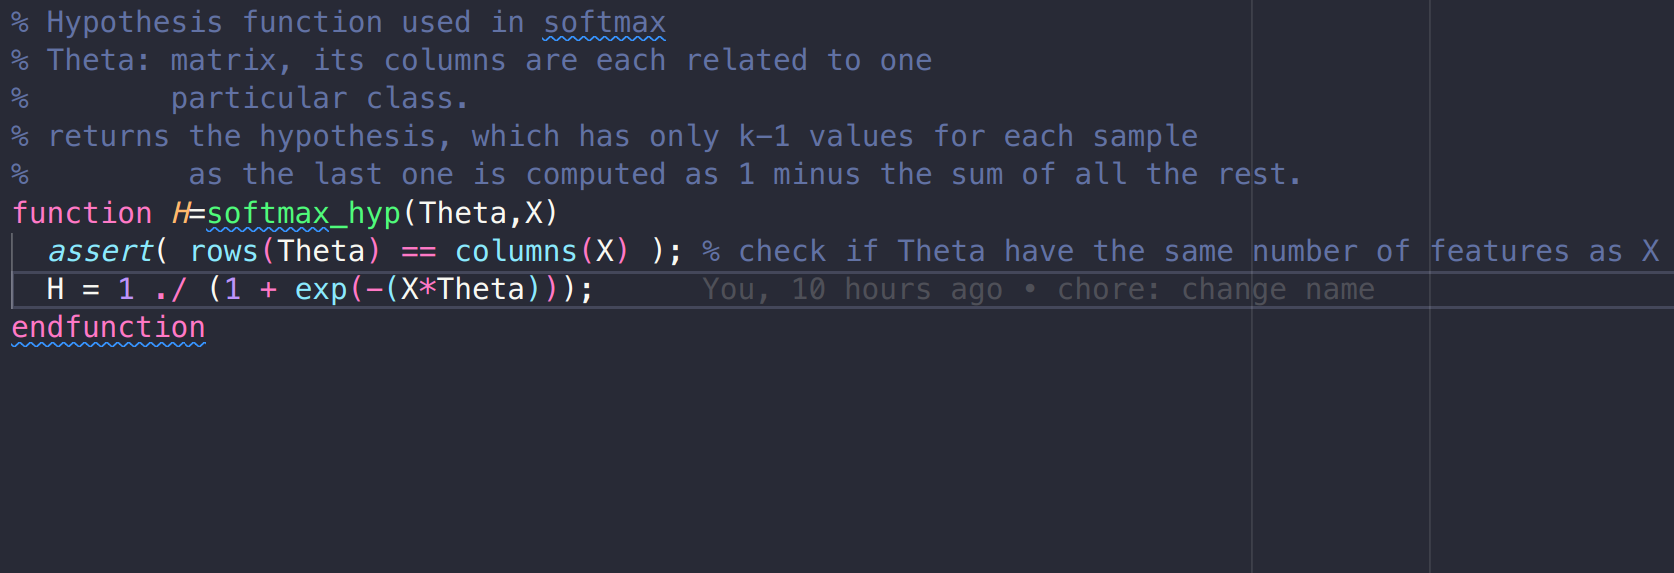 % Hypothesis function used in softmax
% Theta: matrix, its columns are each related to one
%        particular class.
% returns the hypothesis, which has only k-1 values for each sample
%         as the last one is computed as 1 minus the sum of all the rest.
function H=softmax_hyp(Theta,X)
  assert( rows(Theta) == columns(X) ); % check if Theta have the same number of features as X
  H = 1 ./ (1 + exp(-(X*Theta)));      You, 10 hours ago • chore: change name
endfunction